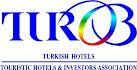 TUROB
TURKISH HOTELS
TOURISTIC HOTELS & INVESTORS ASSOCIATION